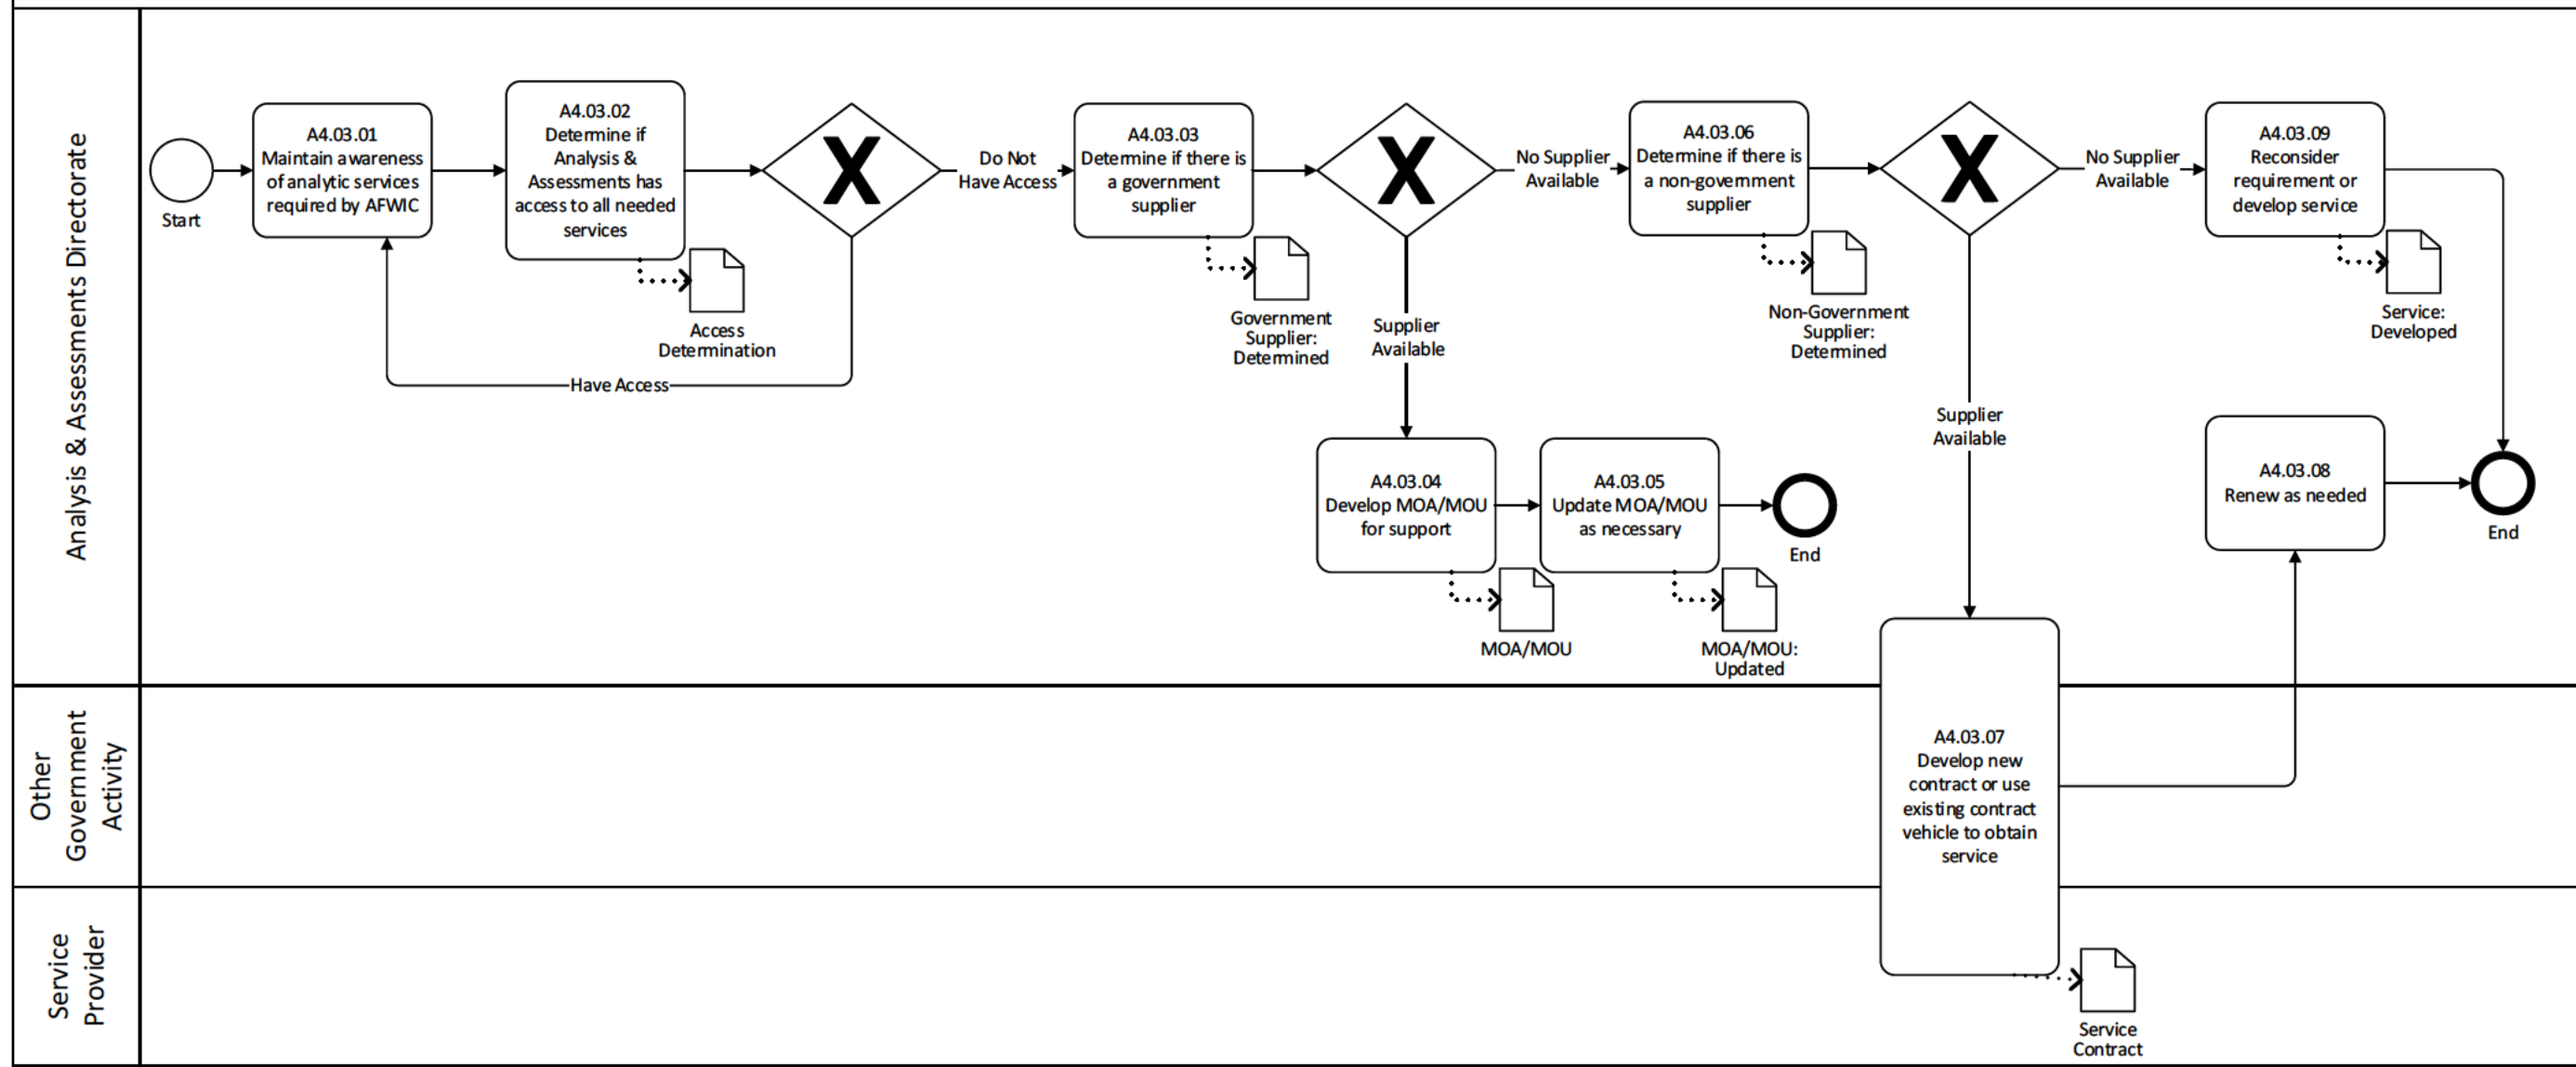 Analysis & Assessments Directorate
Start
A4.03.01
Maintain awareness
of analytic services
required by AFWIC
A4.03.02
Determine if
Analysis &
Assessments has
access to all needed
services
Access
Determination
Have Access
Do Not
Have Access
A4.03.03
Determine if there is
a government
supplier
Government
Supplier:
Determined
Supplier
Available
No Supplier
Available
A4.03.04
Develop MOA/MOU
for support
MOA/MOU
A4.03.05
Update MOA/MOU
as necessary
MOA/MOU:
Updated
End
A4.03.06
Determine if there is
a non-government
supplier
Non-Government
Supplier:
Determined
Supplier
Available
No Supplier
Available
A4.03.09
Reconsider
requirement or
develop service
Service:
Developed
A4.03.08
Renew as needed
End
Other
Government
Activity
A4.03.07
Develop new
contract or use
existing contract
vehicle to obtain
service
Service
Provider
Service
Contract